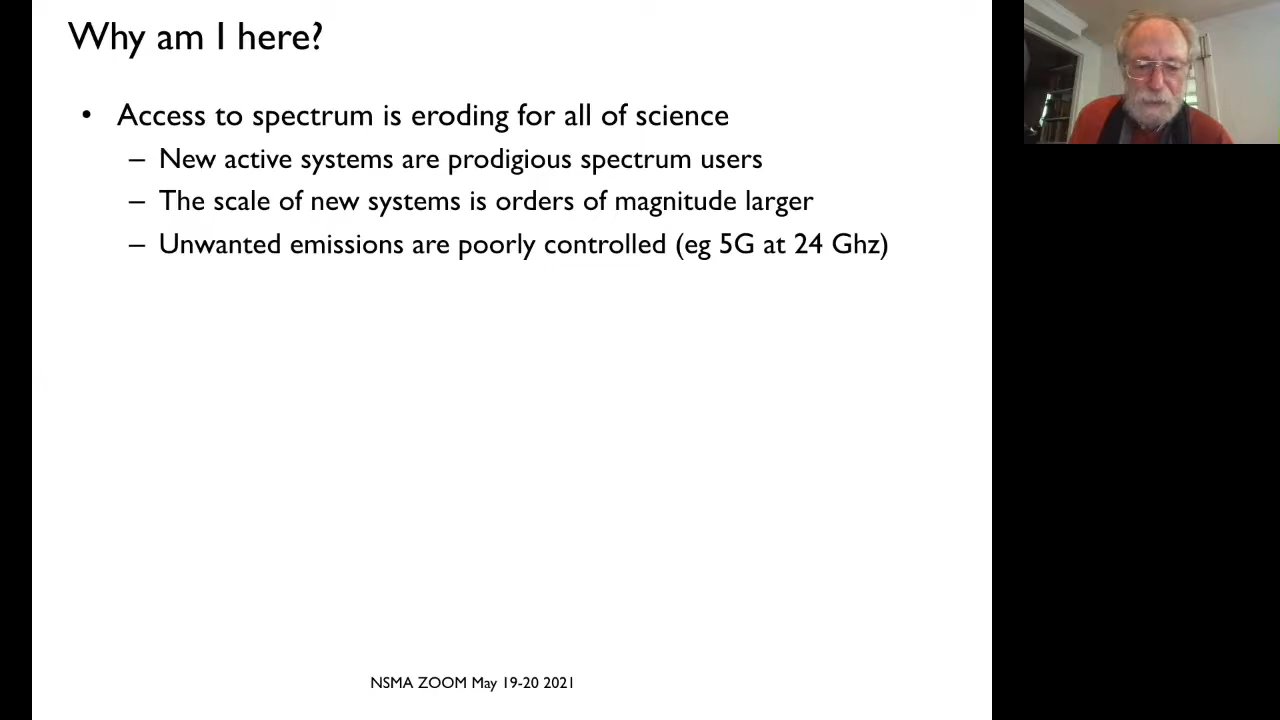 Why am I here?
• Access to spectrum is eroding for all of science
– New active systems are prodigious spectrum users
– The scale of new systems is orders of magnitude larger
– Unwanted emissions are poorly controlled (eg 5G at 24 Ghz)
NSMA ZOOM May 19-20 2021